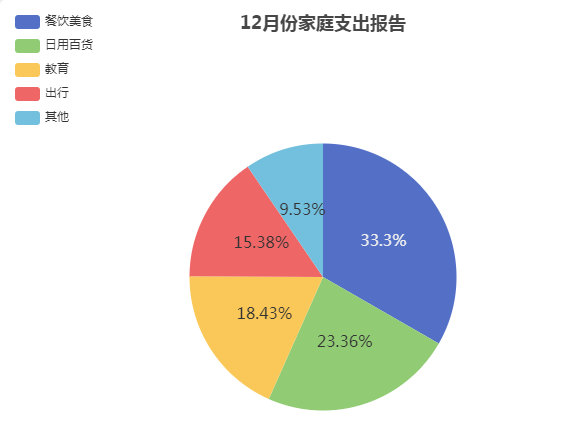 12月份家庭支出报告
餐饮美食
日用百货
教育
出行
其他
9.53%
33.3%
15.38%
18.43%
23.36%